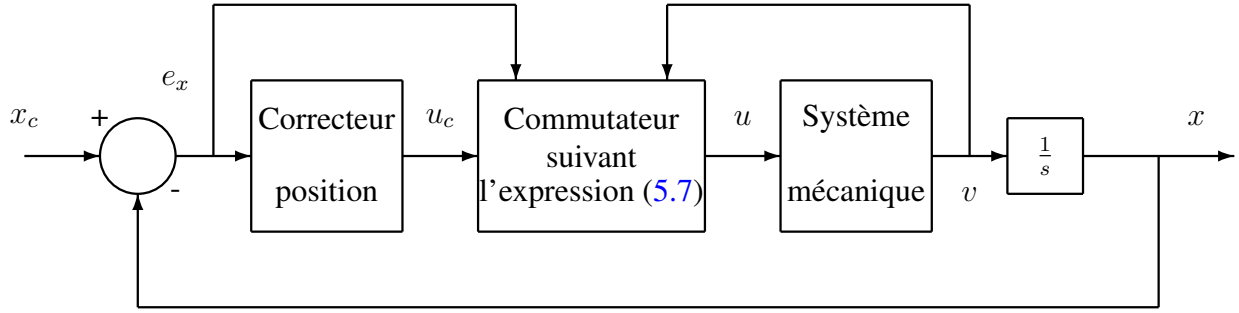 x_c
+
-
e_x
Correcteur
position
u_c
Commutateur
suivant
l'expression (5.7)
u
Système
mécanique
v
1
s
x